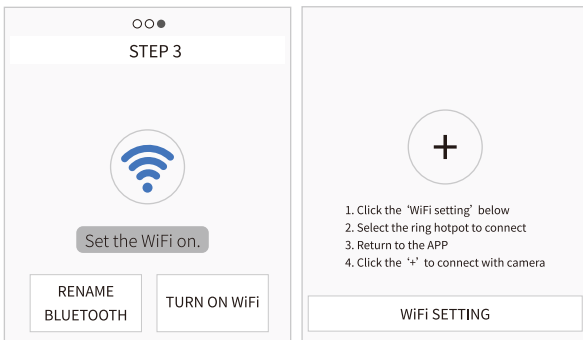 STEP 3
Set the WiFi on.
RENAME
BLUETOOTH
TURN ON WiFi
+
1. Click the ‘WiFi setting’ below
2. Select the ring hotpot to connect
3. Return to the APP
4. Click the ‘+’ to connect with camera
WiFi SETTING